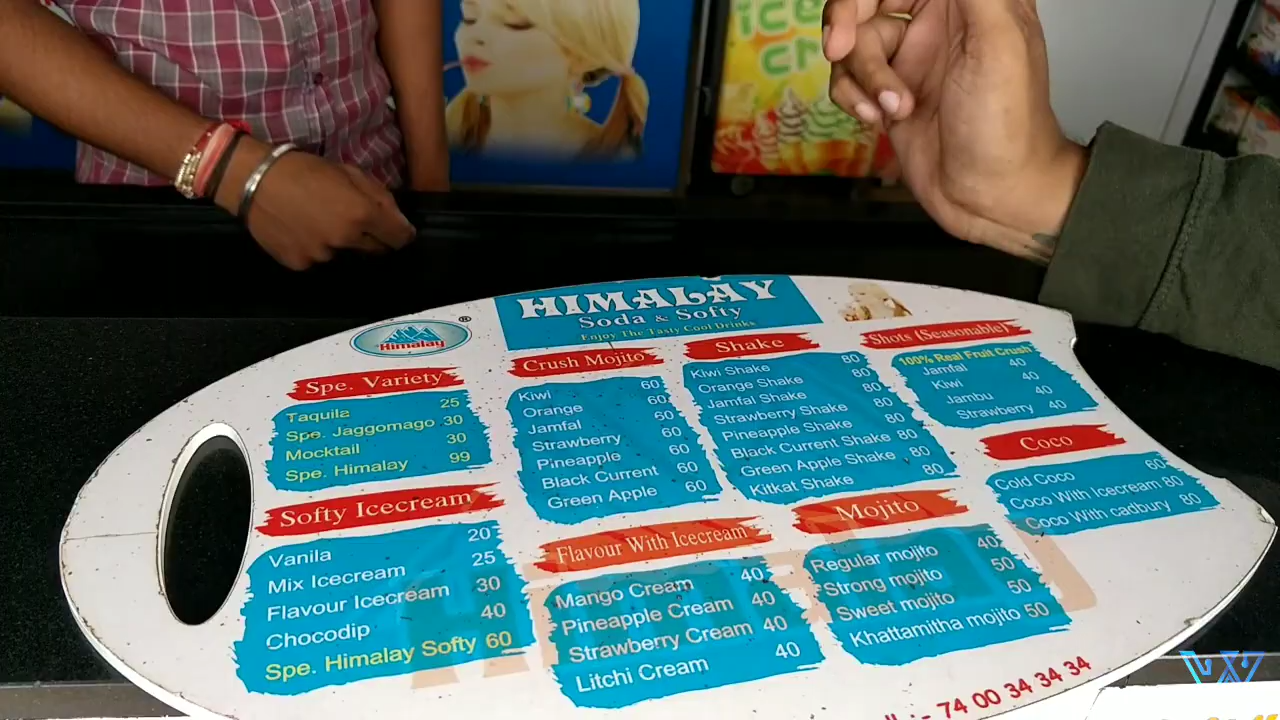 ice
HIMALAY
Soda & Softy
Enjoy The Tasty Cool Drinks
Himalay
®
Spe. Variety
Taquila 25
Spe. Jaggomago 30
Mocktail 30
Spe. Himalay 99
Softy Icecream
Vanila 20
Mix Icecream 25
Flavour Icecream 30
Chocodip 40
Spe. Himalay Softy 60
Crush Mojito
Kiwi 60
Orange 60
Jamfal 60
Strawberry 60
Pineapple 60
Black Current 60
Green Apple 60
Flavour With Icecream
Mango Cream 40
Pineapple Cream 40
Strawberry Cream 40
Litchi Cream 40
Shake
Kiwi Shake 80
Orange Shake 80
Jamfal Shake 80
Strawberry Shake 80
Pineapple Shake 80
Black Current Shake 80
Green Apple Shake 80
Kitkat Shake 80
Mojito
Regular mojito 40
Strong mojito 50
Sweet mojito 50
Khattamitha mojito 50
Shots (Seasonable)
100% Real Fruit Crush
Jamfal 40
Kiwi 40
Jambu 40
Strawberry 40
Coco
Cold Coco 60
Coco With Icecream 80
Coco With cadbury 80
:- 74 00 34 34 34